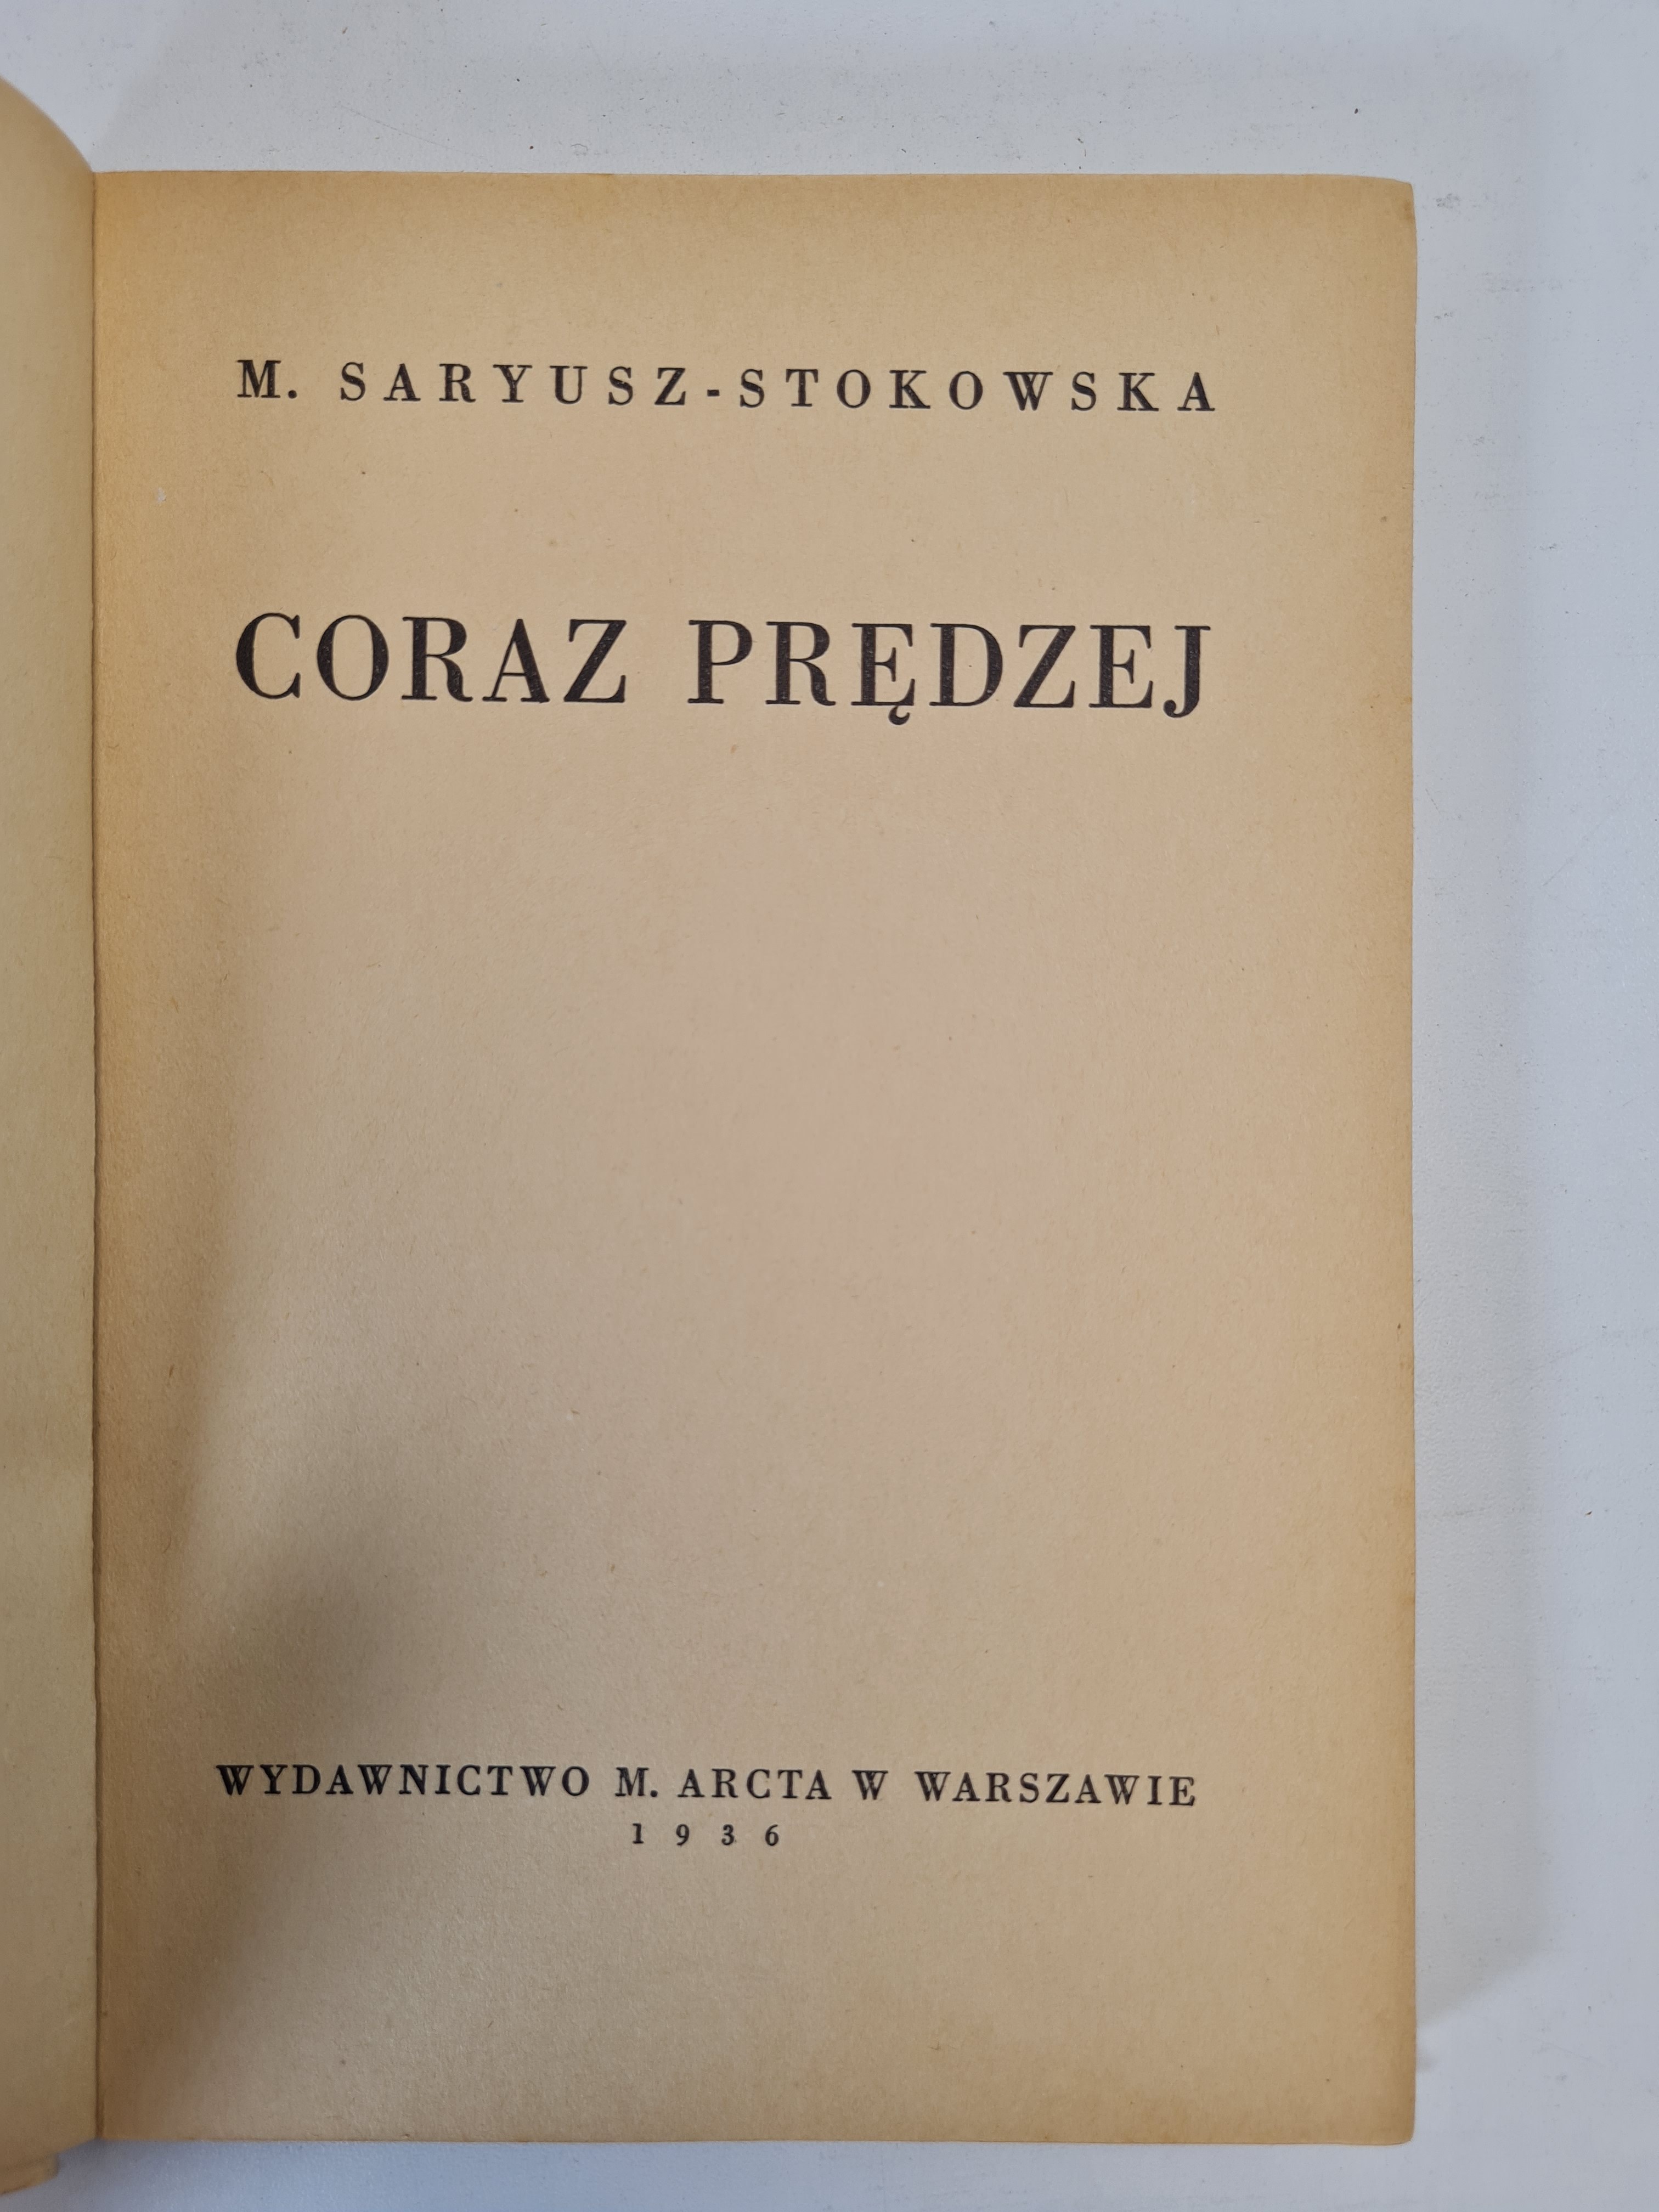 M. SARYUSZ-STOKOWSKA
CORAZ PRĘDZEJ
WYDAWNICTWO M. ARCTA W WARSZAWIE
1936